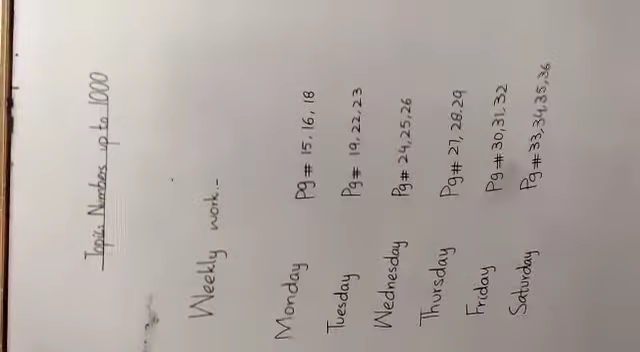 Topic: Numbers up to 1000
Weekly work:-
Monday Pg # 15, 16, 18
Tuesday Pg # 19, 22, 23
Wednesday Pg # 24, 25, 26
Thursday Pg # 27, 28, 29
Friday Pg # 30, 31, 32
Saturday Pg # 33, 34, 35, 36